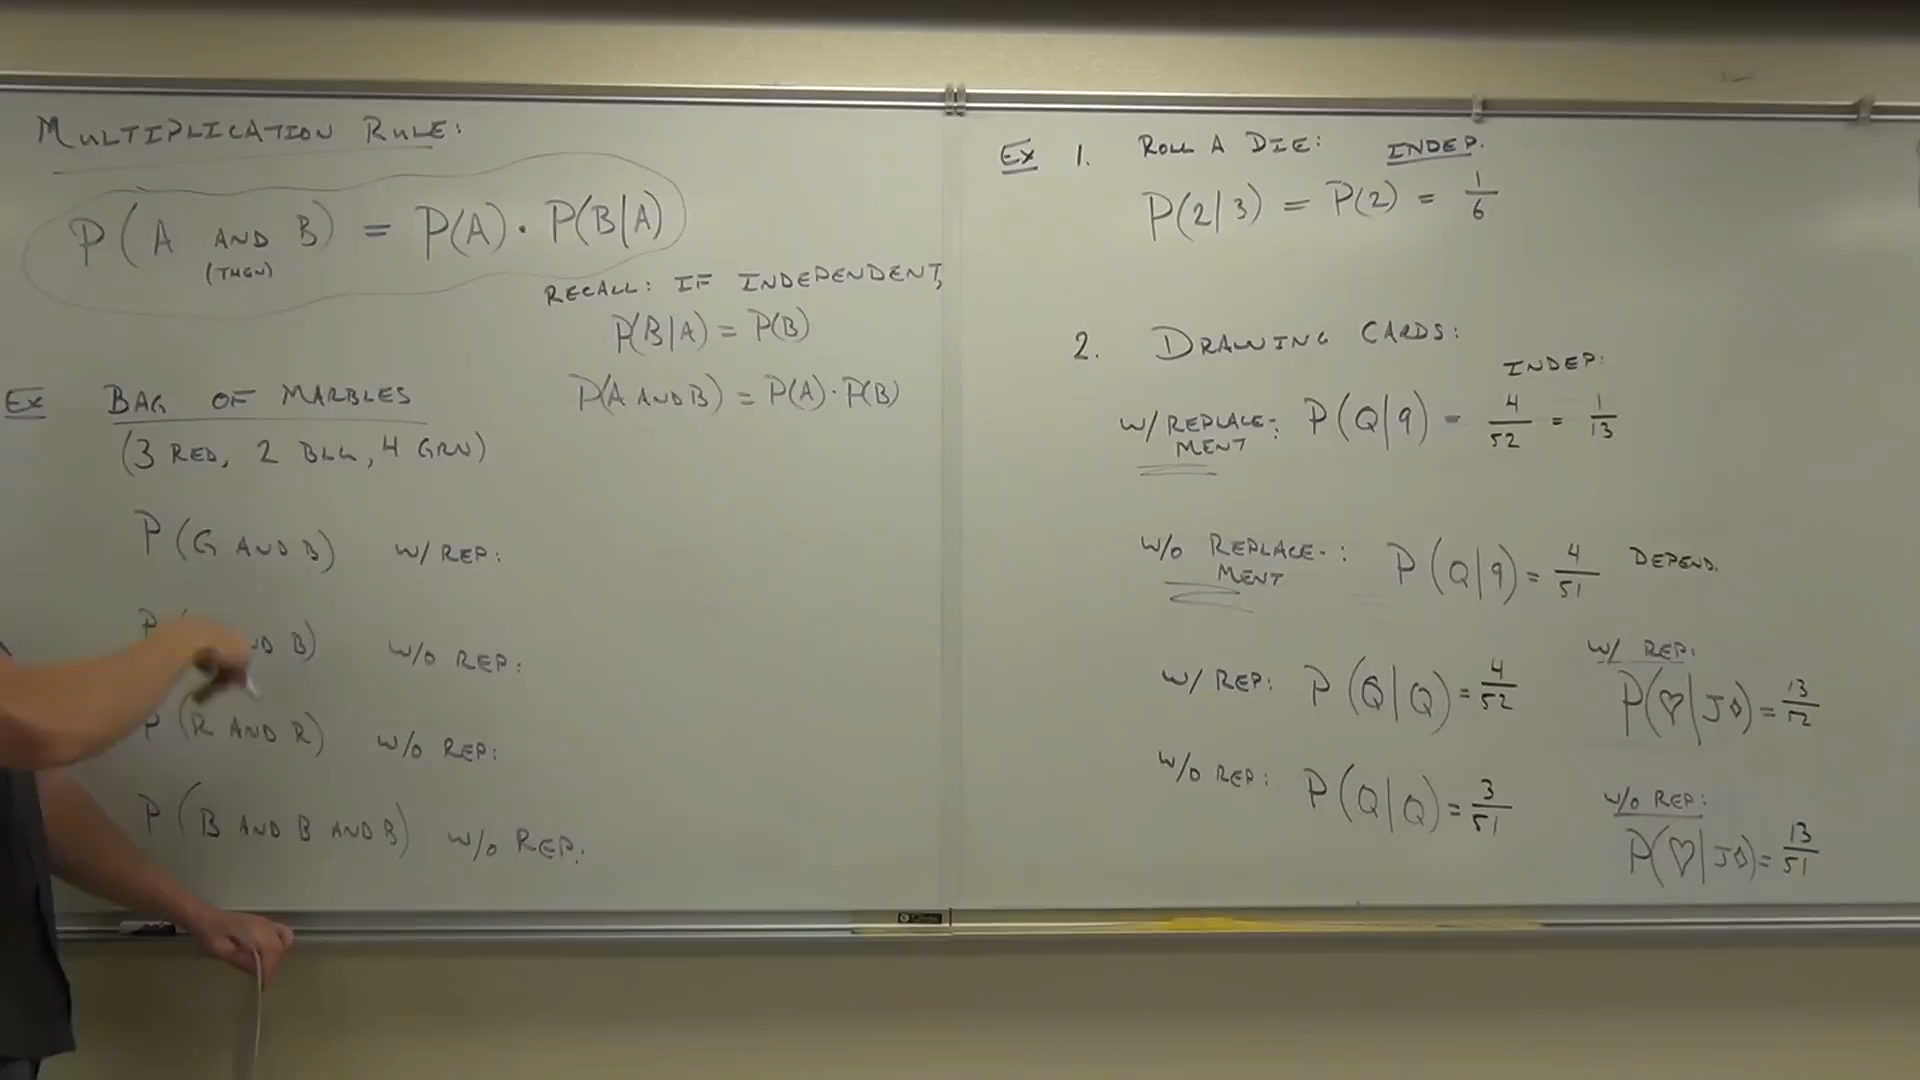 MULTIPLICATION RULE:
P(A AND B) = P(A) · P(B|A)
(THEN)
RECALL: IF INDEPENDENT,
P(B|A) = P(B)
P(A AND B) = P(A) · P(B)
Ex BAG OF MARBLES
(3 RED, 2 BLU, 4 GRN)
P(G AND B) W/ REP:
P( AND B) W/O REP:
P(R AND R) W/O REP:
P(B AND B AND B) W/O REP:
Ex 1. ROLL A DIE: INDEP.
P(2|3) = P(2) = 1/6
2. DRAWING CARDS:
INDEP:
W/ REPLACE-MENT: P(Q|9) = 4/52 = 1/13
W/O REPLACE-MENT: P(Q|9) = 4/51 DEPEND.
W/ REP: P(Q|Q) = 4/52
W/O REP: P(Q|Q) = 3/51
W/ REP:
P(♡|J◇) = 13/52
W/O REP:
P(♡|J◇) = 13/51